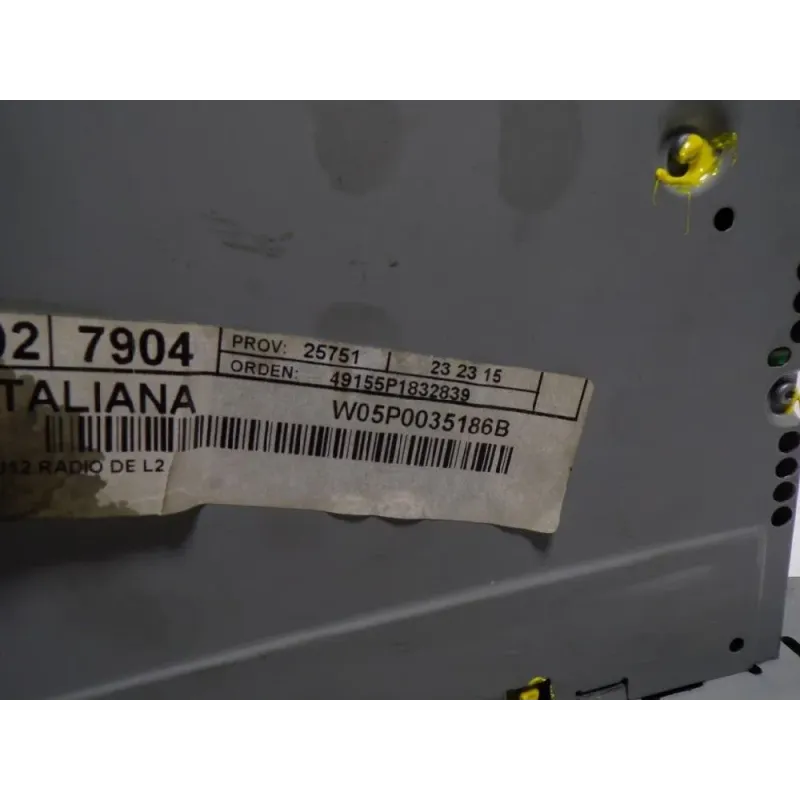 02 7904 PROV: 25751 23 23 15
ORDEN: 49155P1832839
TALIANA W05P0035186B
RADIO DE L2